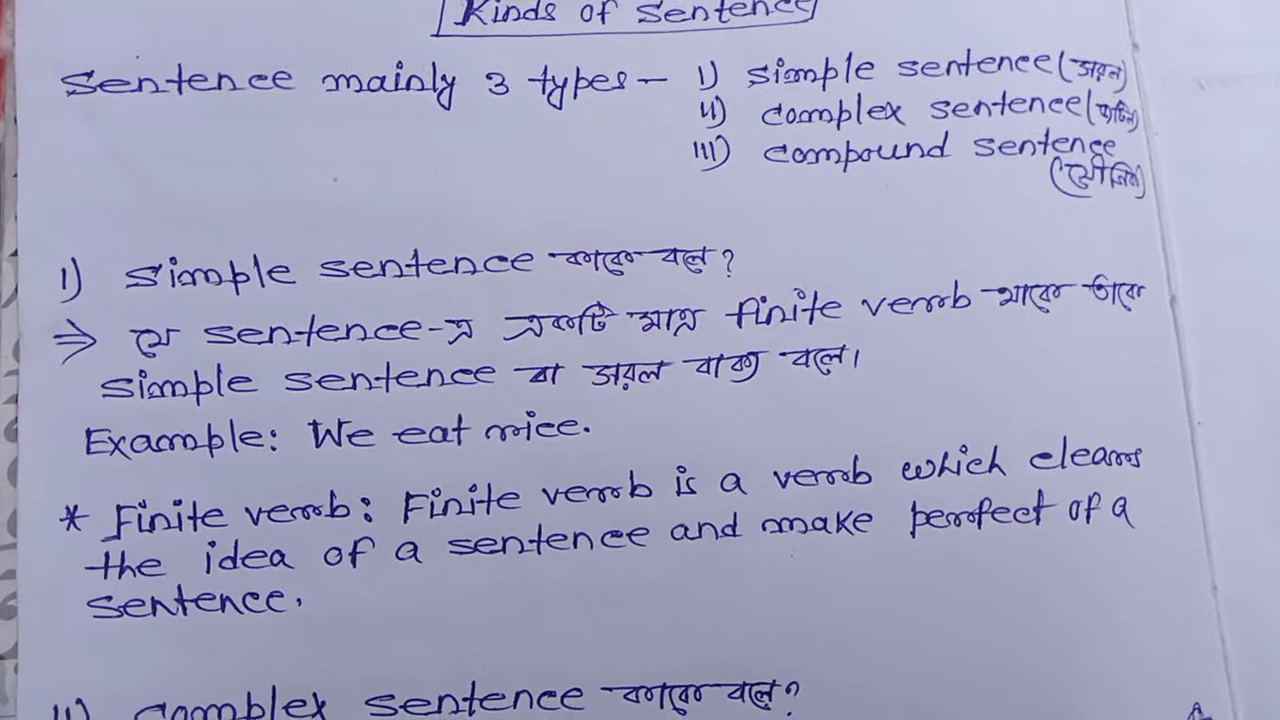 Kinds of Sentence
Sentence mainly 3 types – i) simple sentence (সরল)
ii) complex sentence (জটিল)
iii) compound sentence
(যৌগিক)
i) Simple sentence কাকে বলে?
⇒ যে sentence-এ একটি মাত্র finite verb থাকে তাকে
simple sentence বা সরল বাক্য বলে।
Example: We eat rice.
* Finite verb: Finite verb is a verb which clears
the idea of a sentence and make perfect of a
sentence.
ii) Complex sentence কাকে বলে?